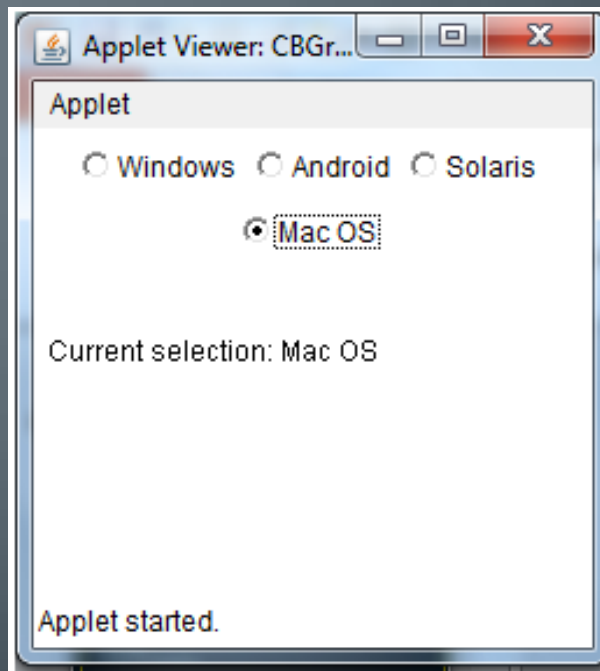 Applet Viewer: CBGr...
Applet
Windows Android Solaris
Mac OS
Current selection: Mac OS
Applet started.